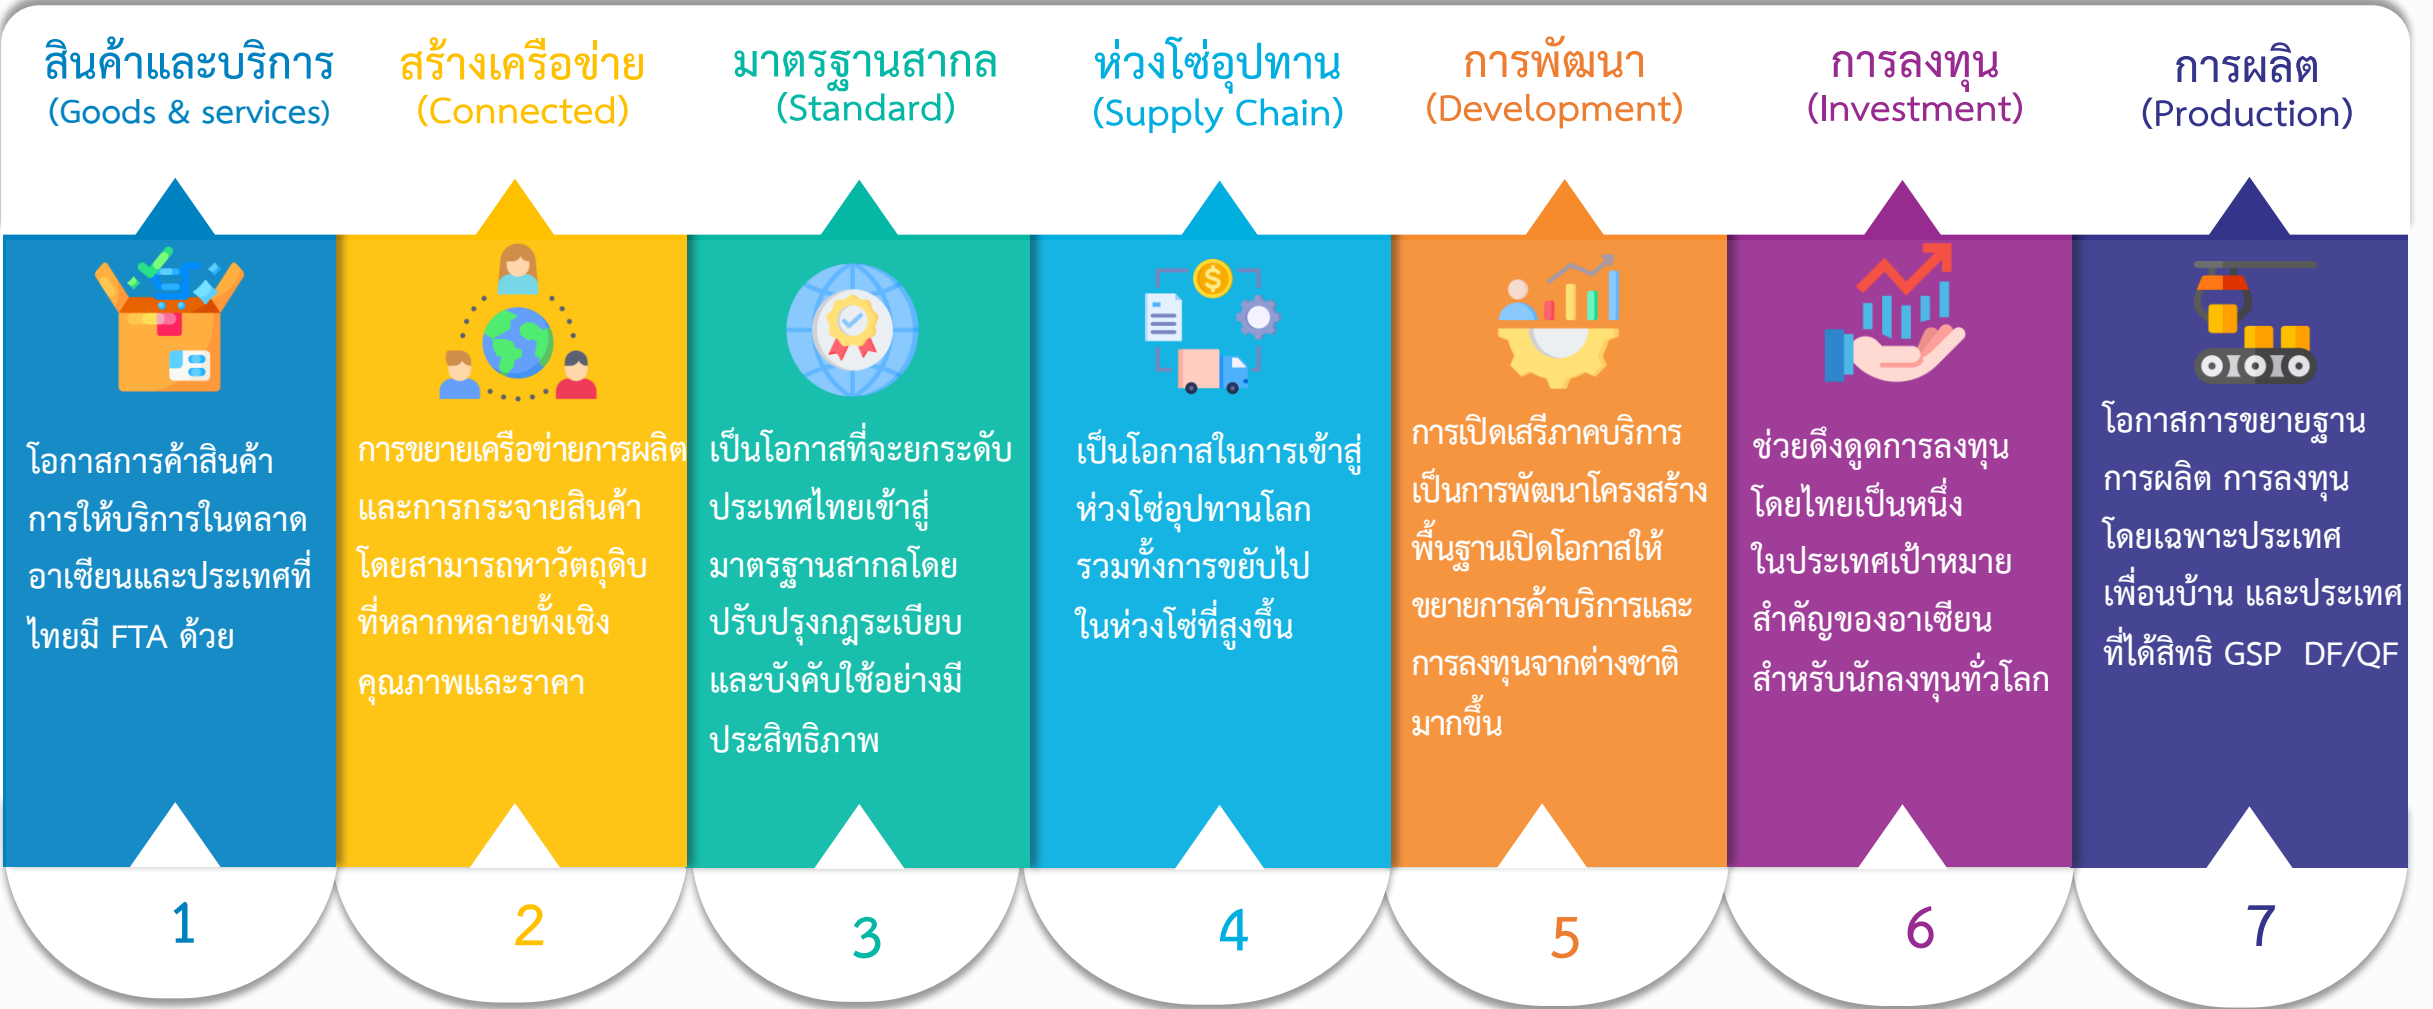 สินค้าและบริการ
(Goods & services)
โอกาสการค้าสินค้า
การให้บริการในตลาด
อาเซียนและประเทศที่
ไทยมี FTA ด้วย
1
สร้างเครือข่าย
(Connected)
การขยายเครือข่ายการผลิต
และการกระจายสินค้า
โดยสามารถหาวัตถุดิบ
ที่หลากหลายทั้งเชิง
คุณภาพและราคา
2
มาตรฐานสากล
(Standard)
เป็นโอกาสที่จะยกระดับ
ประเทศไทยเข้าสู่
มาตรฐานสากลโดย
ปรับปรุงกฎระเบียบ
และบังคับใช้อย่างมี
ประสิทธิภาพ
3
ห่วงโซ่อุปทาน
(Supply Chain)
เป็นโอกาสในการเข้าสู่
ห่วงโซ่อุปทานโลก
รวมทั้งการขยับไป
ในห่วงโซ่ที่สูงขึ้น
4
การพัฒนา
(Development)
การเปิดเสรีภาคบริการ
เป็นการพัฒนาโครงสร้าง
พื้นฐานเปิดโอกาสให้
ขยายการค้าบริการและ
การลงทุนจากต่างชาติ
มากขึ้น
5
การลงทุน
(Investment)
ช่วยดึงดูดการลงทุน
โดยไทยเป็นหนึ่ง
ในประเทศเป้าหมาย
สำคัญของอาเซียน
สำหรับนักลงทุนทั่วโลก
6
การผลิต
(Production)
โอกาสการขยายฐาน
การผลิต การลงทุน
โดยเฉพาะประเทศ
เพื่อนบ้าน และประเทศ
ที่ได้สิทธิ GSP DF/QF
7